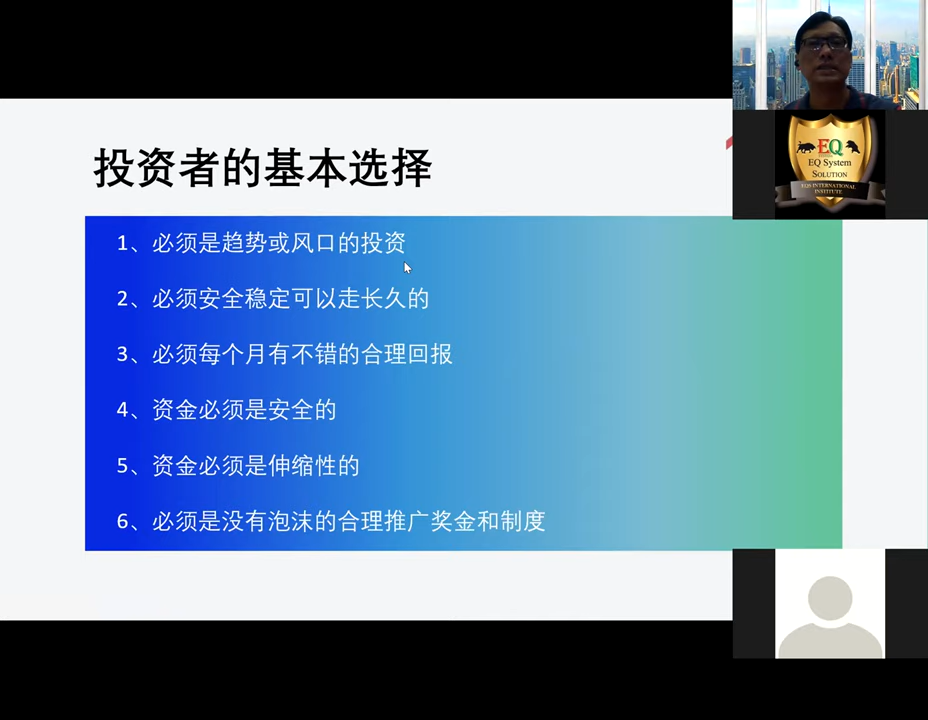 投资者的基本选择
1、必须是趋势或风口的投资
2、必须安全稳定可以走长久的
3、必须每个月有不错的合理回报
4、资金必须是安全的
5、资金必须是伸缩性的
6、必须是没有泡沫的合理推广奖金和制度
EQ
EQ System
SOLUTION
EQS INTERNATIONAL
INSTITUTE